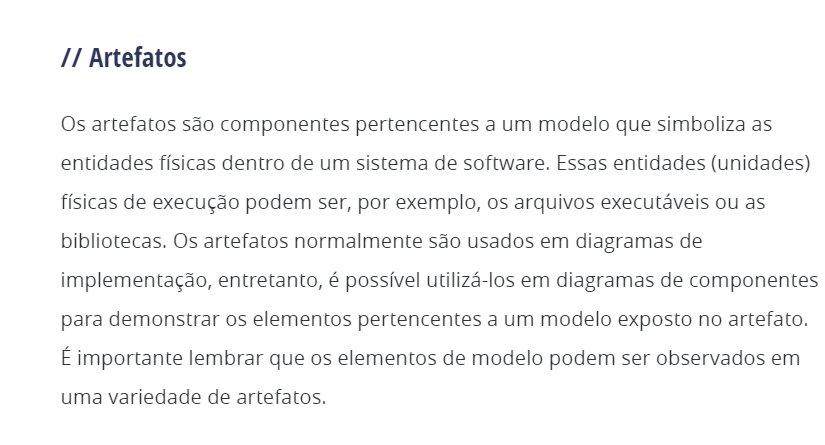 // Artefatos
Os artefatos são componentes pertencentes a um modelo que simboliza as
entidades físicas dentro de um sistema de software. Essas entidades (unidades)
físicas de execução podem ser, por exemplo, os arquivos executáveis ou as
bibliotecas. Os artefatos normalmente são usados em diagramas de
implementação, entretanto, é possível utilizá-los em diagramas de componentes
para demonstrar os elementos pertencentes a um modelo exposto no artefato.
É importante lembrar que os elementos de modelo podem ser observados em
uma variedade de artefatos.